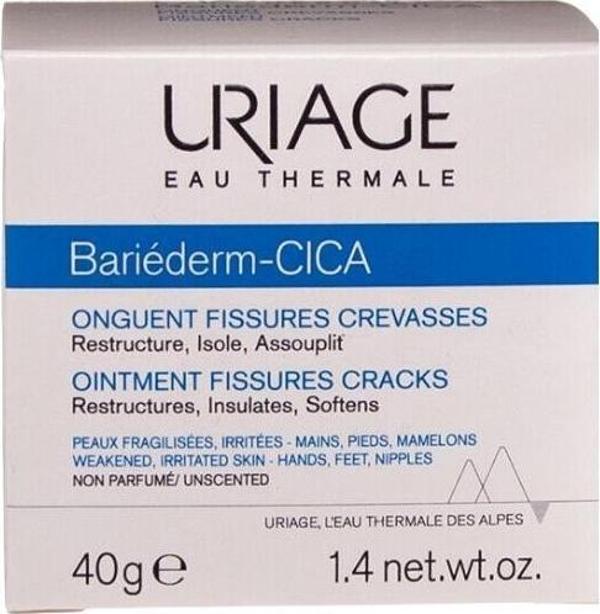 URIAGE
EAU THERMALE
Bariéderm-CICA
ONGUENT FISSURES CREVASSES
Restructure, Isole, Assouplit
OINTMENT FISSURES CRACKS
Restructures, Insulates, Softens
PEAUX FRAGILISÉES, IRRITÉES - MAINS, PIEDS, MAMELONS
WEAKENED, IRRITATED SKIN - HANDS, FEET, NIPPLES
NON PARFUMÉ/ UNSCENTED
URIAGE, L'EAU THERMALE DES ALPES
40g e 1.4 net.wt.oz.